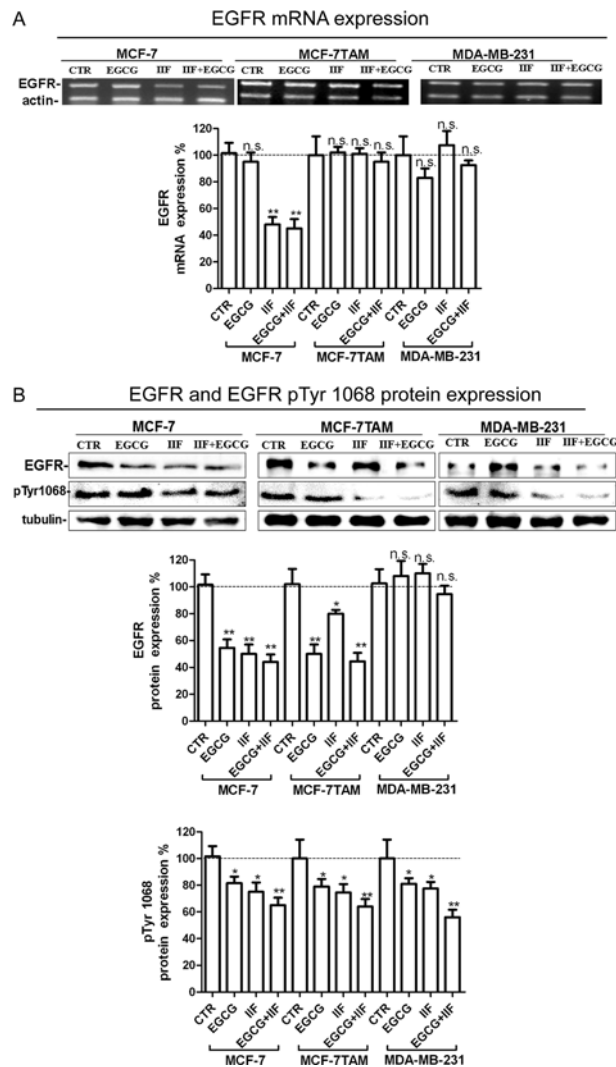 A EGFR mRNA expression
MCF-7 MCF-7TAM MDA-MB-231
CTR EGCG IIF IIF+EGCG CTR EGCG IIF IIF+EGCG CTR EGCG IIF IIF+EGCG
EGFR-
actin-
EGFR
mRNA expression %
120
100
80
60
40
20
0
** ** n.s. n.s. n.s. n.s. n.s. n.s.
CTR EGCG IIF EGCG+IIF CTR EGCG IIF EGCG+IIF CTR EGCG IIF EGCG+IIF
MCF-7 MCF-7TAM MDA-MB-231
n.s.
B EGFR and EGFR pTyr 1068 protein expression
MCF-7 MCF-7TAM MDA-MB-231
CTR EGCG IIF IIF+EGCG CTR EGCG IIF IIF+EGCG CTR EGCG IIF IIF+EGCG
EGFR-
pTyr1068-
tubulin-
EGFR
protein expression %
120
100
80
60
40
20
0
** ** ** ** * ** n.s. n.s. n.s.
CTR EGCG IIF EGCG+IIF CTR EGCG IIF EGCG+IIF CTR EGCG IIF EGCG+IIF
MCF-7 MCF-7TAM MDA-MB-231
pTyr 1068
protein expression %
120
100
80
60
40
20
0
* * ** * * ** * * **
CTR EGCG IIF EGCG+IIF CTR EGCG IIF EGCG+IIF CTR EGCG IIF EGCG+IIF
MCF-7 MCF-7TAM MDA-MB-231